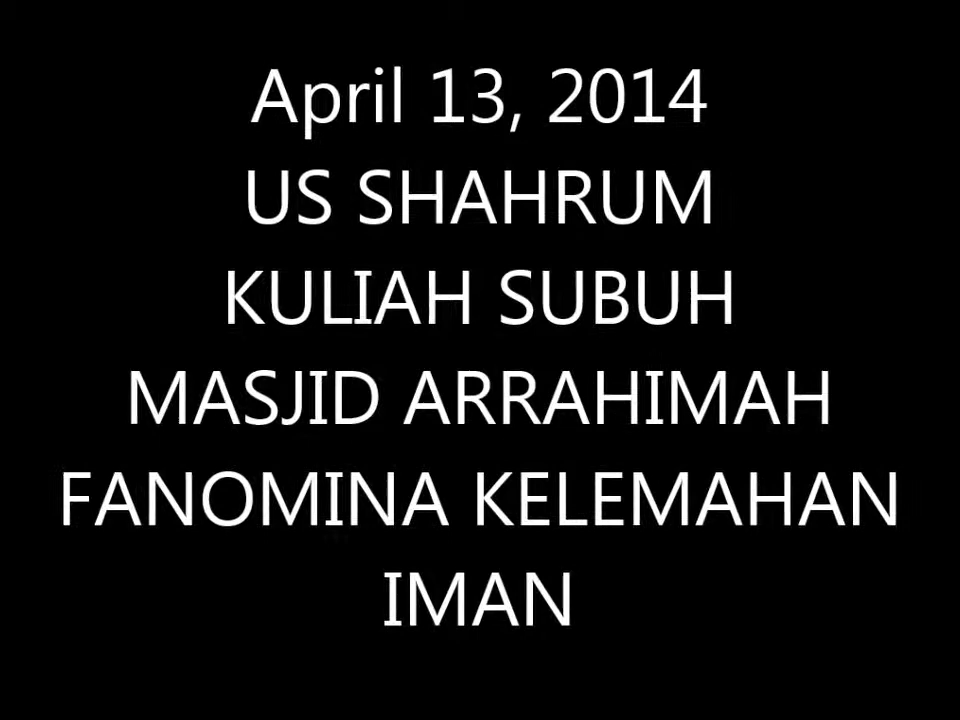 April 13, 2014
US SHAHRUM
KULIAH SUBUH
MASJID ARRAHIMAH
FANOMINA KELEMAHAN
IMAN